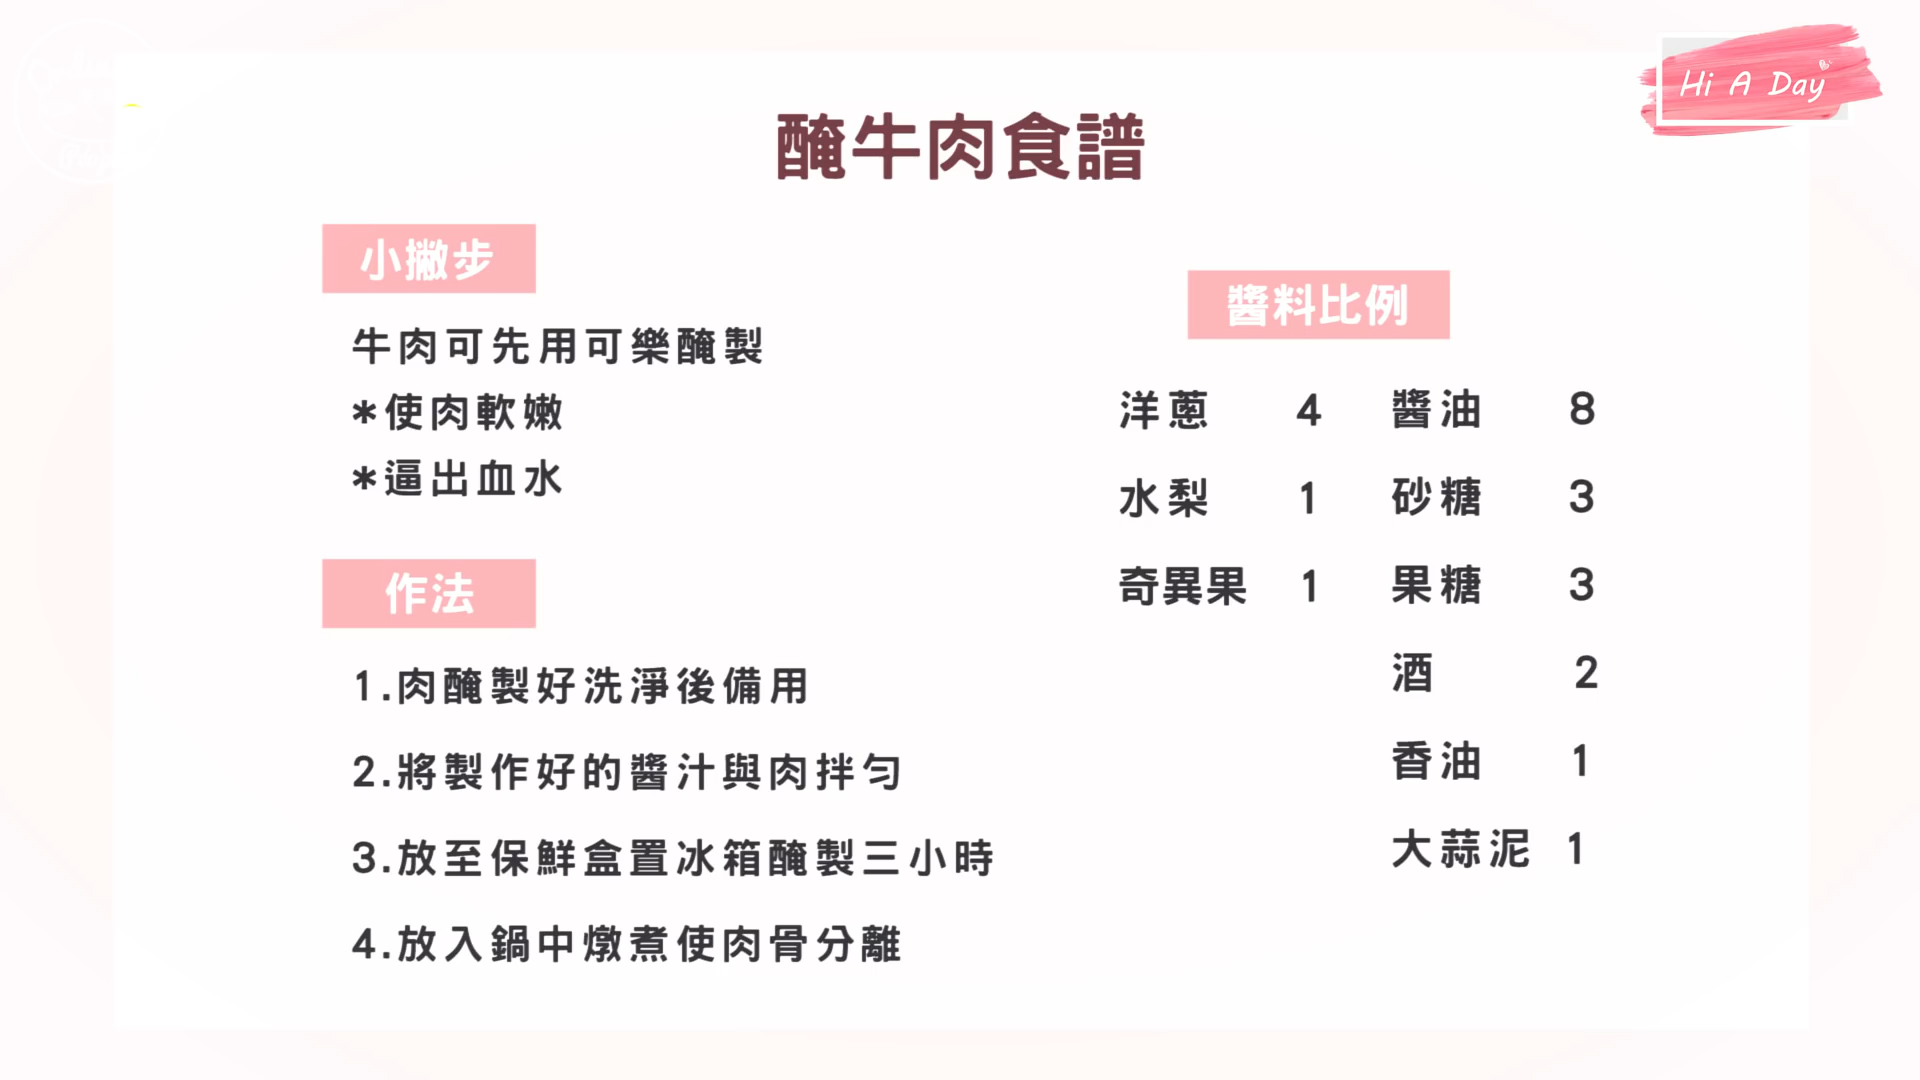 Hi A Day
醃牛肉食譜
小撇步
牛肉可先用可樂醃製
*使肉軟嫩
*逼出血水
作法
1.肉醃製好洗淨後備用
2.將製作好的醬汁與肉拌勻
3.放至保鮮盒置冰箱醃製三小時
4.放入鍋中燉煮使肉骨分離
醬料比例
洋蔥 4 醬油 8
水梨 1 砂糖 3
奇異果 1 果糖 3
酒 2
香油 1
大蒜泥 1